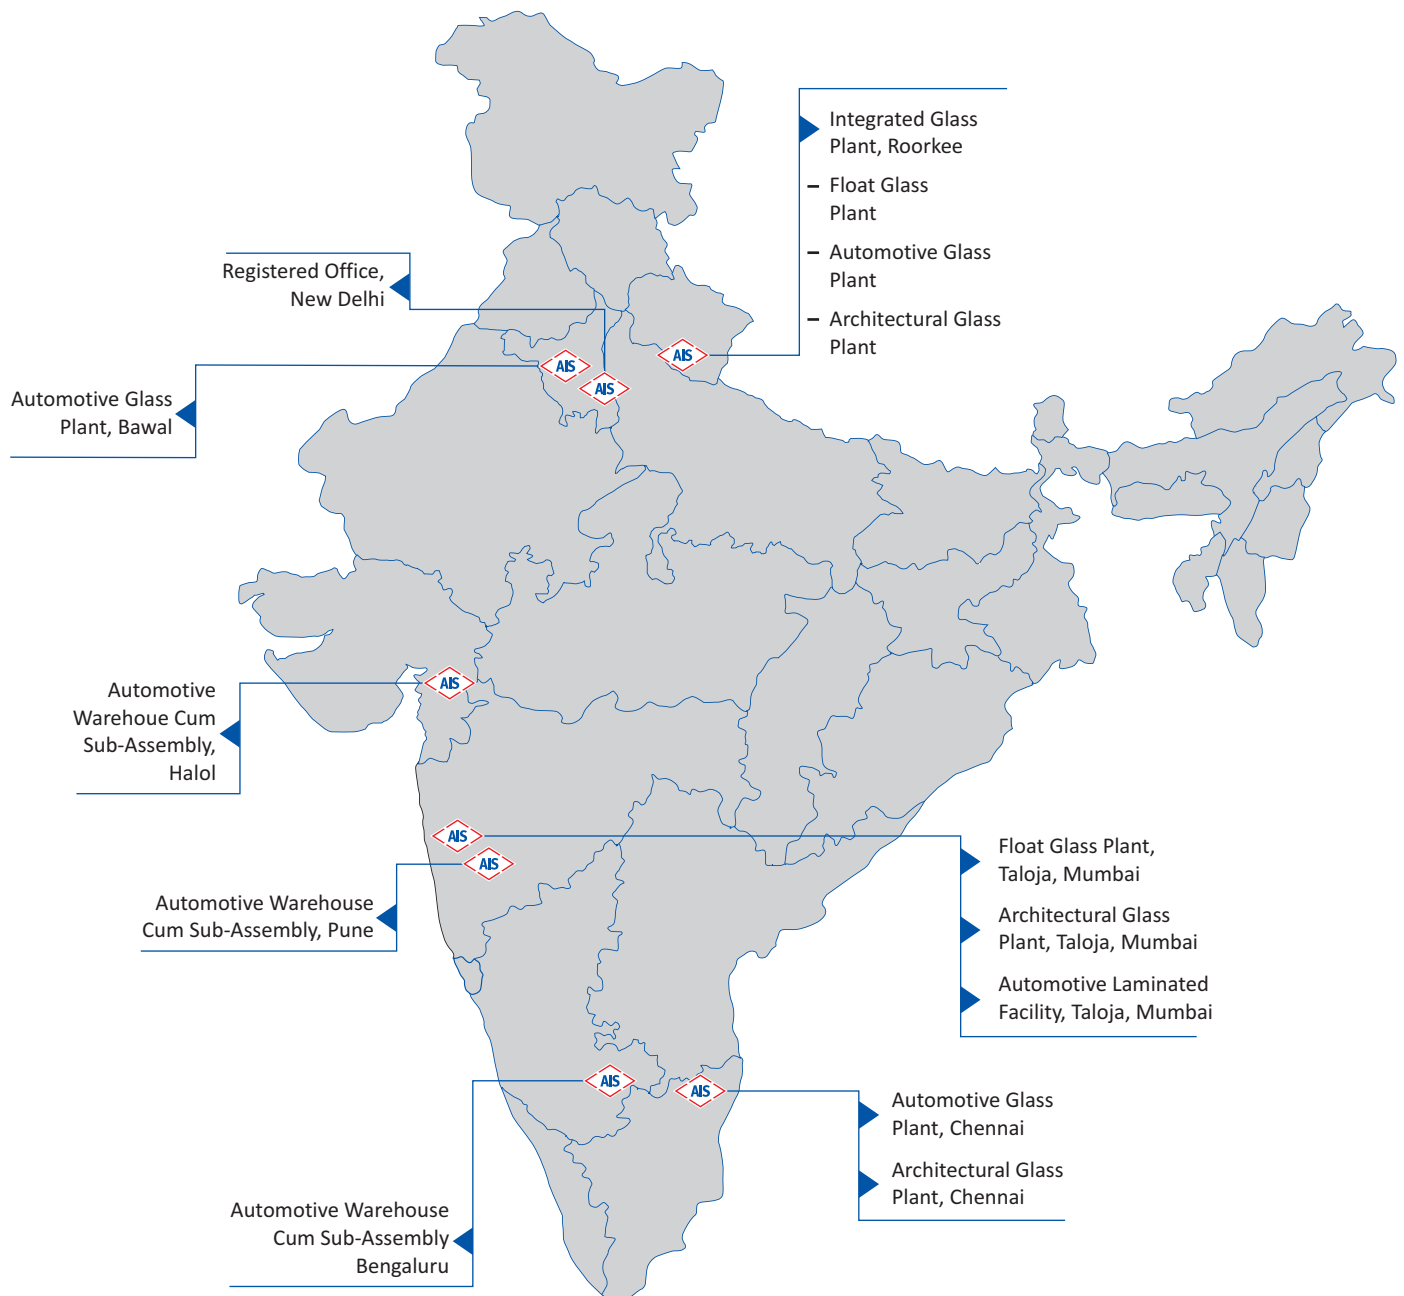 Integrated Glass
Plant, Roorkee
– Float Glass
Plant
– Automotive Glass
Plant
– Architectural Glass
Plant
Registered Office,
New Delhi
AIS
AIS
AIS
Automotive Glass
Plant, Bawal
AIS
Automotive
Warehoue Cum
Sub-Assembly,
Halol
AIS
AIS
Float Glass Plant,
Taloja, Mumbai
Architectural Glass
Plant, Taloja, Mumbai
Automotive Laminated
Facility, Taloja, Mumbai
Automotive Warehouse
Cum Sub-Assembly, Pune
AIS
AIS
Automotive Glass
Plant, Chennai
Architectural Glass
Plant, Chennai
Automotive Warehouse
Cum Sub-Assembly
Bengaluru